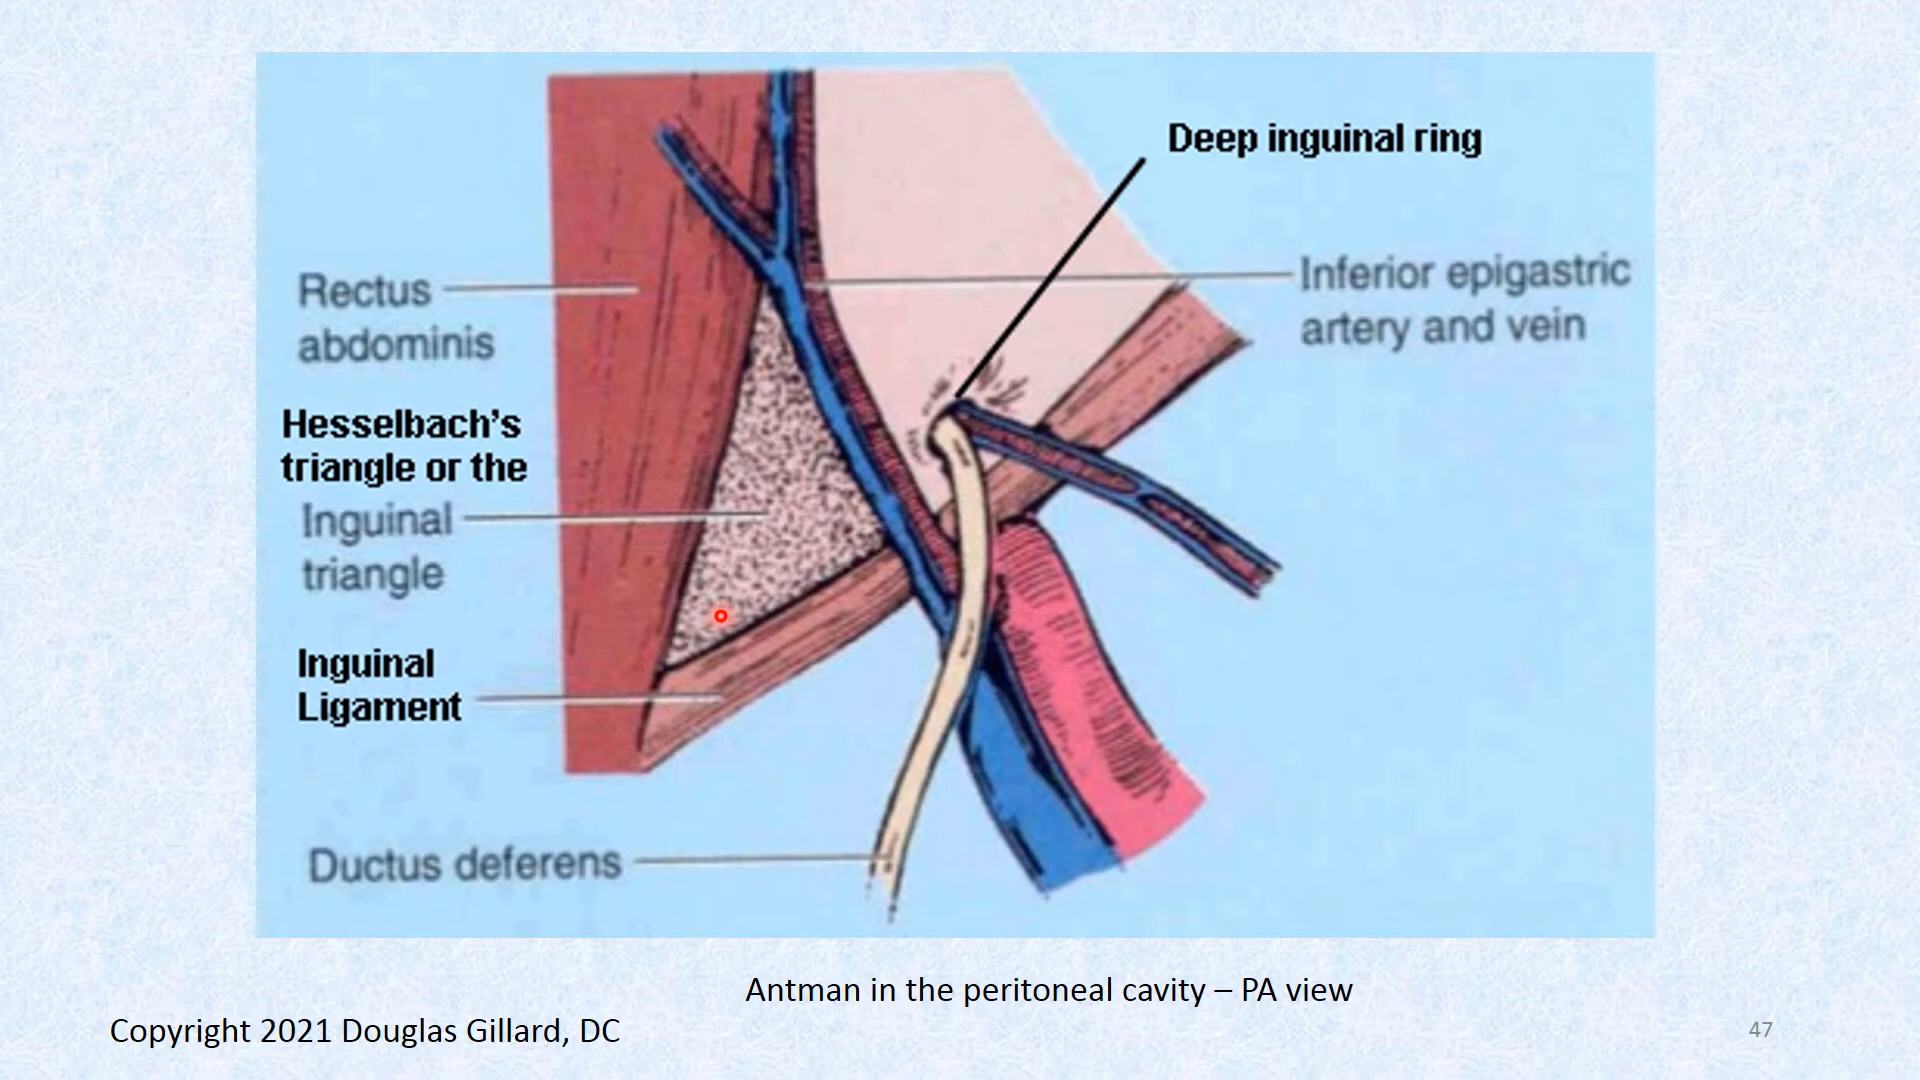 Deep inguinal ring
Rectus
abdominis
Inferior epigastric
artery and vein
Hesselbach's
triangle or the
Inguinal
triangle
Inguinal
Ligament
Ductus deferens
Antman in the peritoneal cavity – PA view
Copyright 2021 Douglas Gillard, DC
47